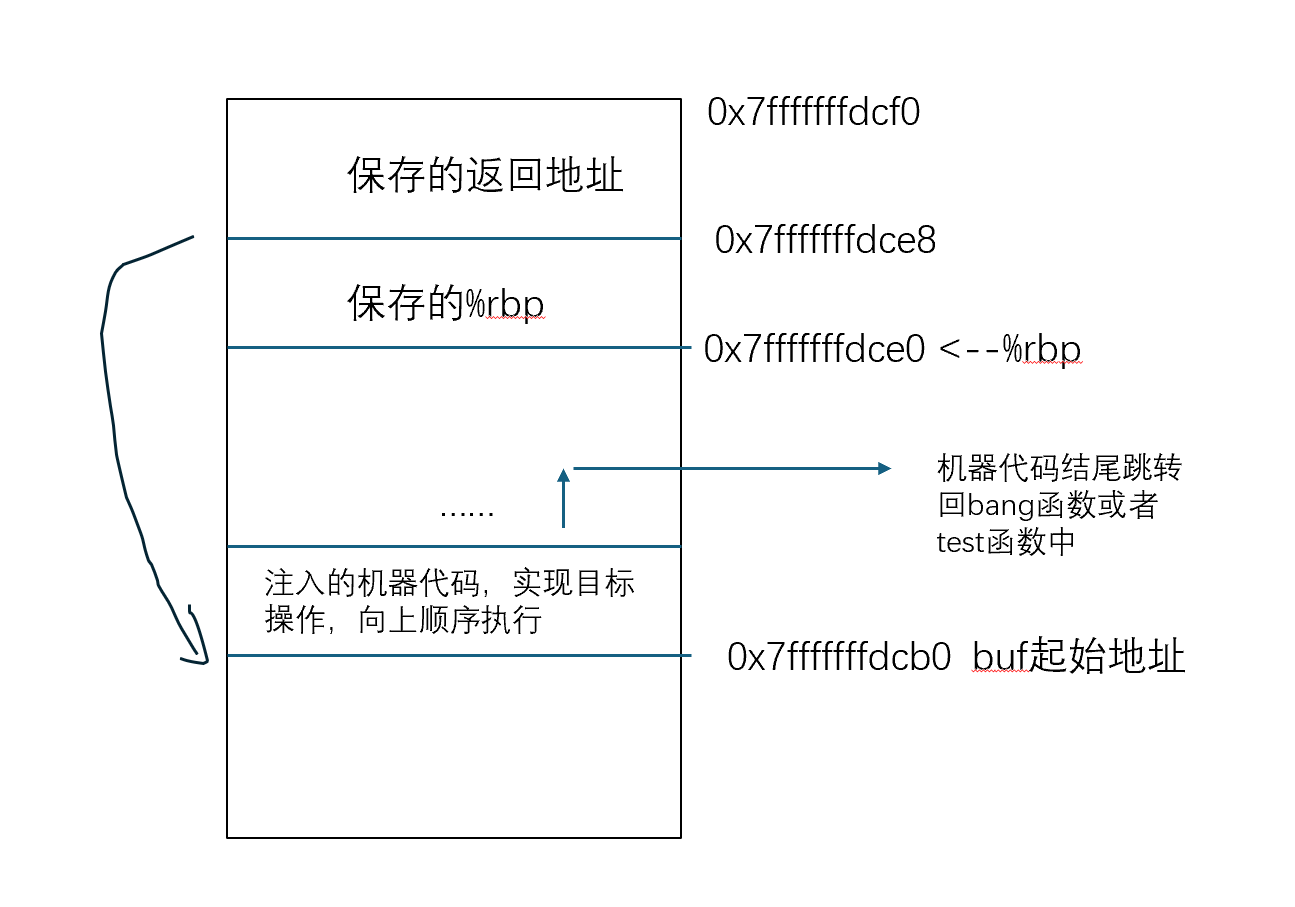 0x7fffffffdcf0
保存的返回地址
0x7fffffffdce8
保存的%rbp
0x7fffffffdce0 <--%rbp
机器代码结尾跳转
回bang函数或者
test函数中
……
注入的机器代码，实现目标
操作，向上顺序执行
0x7fffffffdcb0 buf起始地址